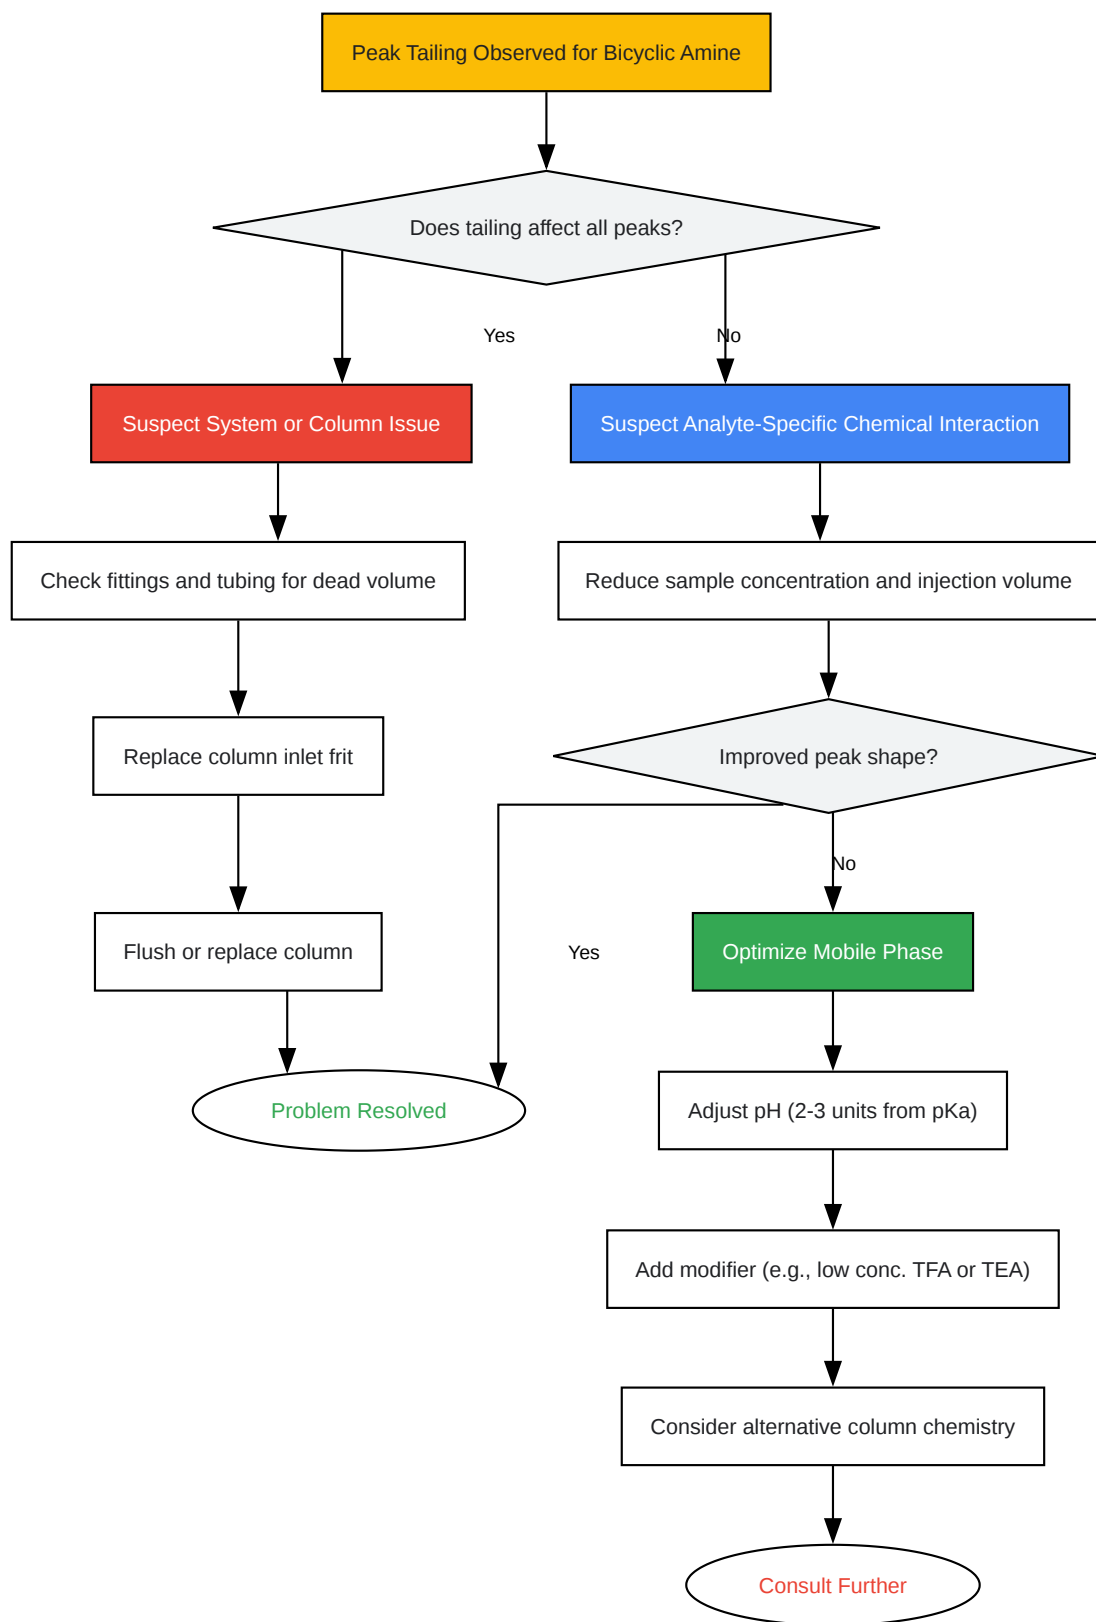 Peak Tailing Observed for Bicyclic Amine
Does tailing affect all peaks?
Yes
No
Suspect System or Column Issue
Suspect Analyte-Specific Chemical Interaction
Check fittings and tubing for dead volume
Reduce sample concentration and injection volume
Replace column inlet frit
Improved peak shape?
No
Flush or replace column
Yes
Optimize Mobile Phase
Problem Resolved
Adjust pH (2-3 units from pKa)
Add modifier (e.g., low conc. TFA or TEA)
Consider alternative column chemistry
Consult Further